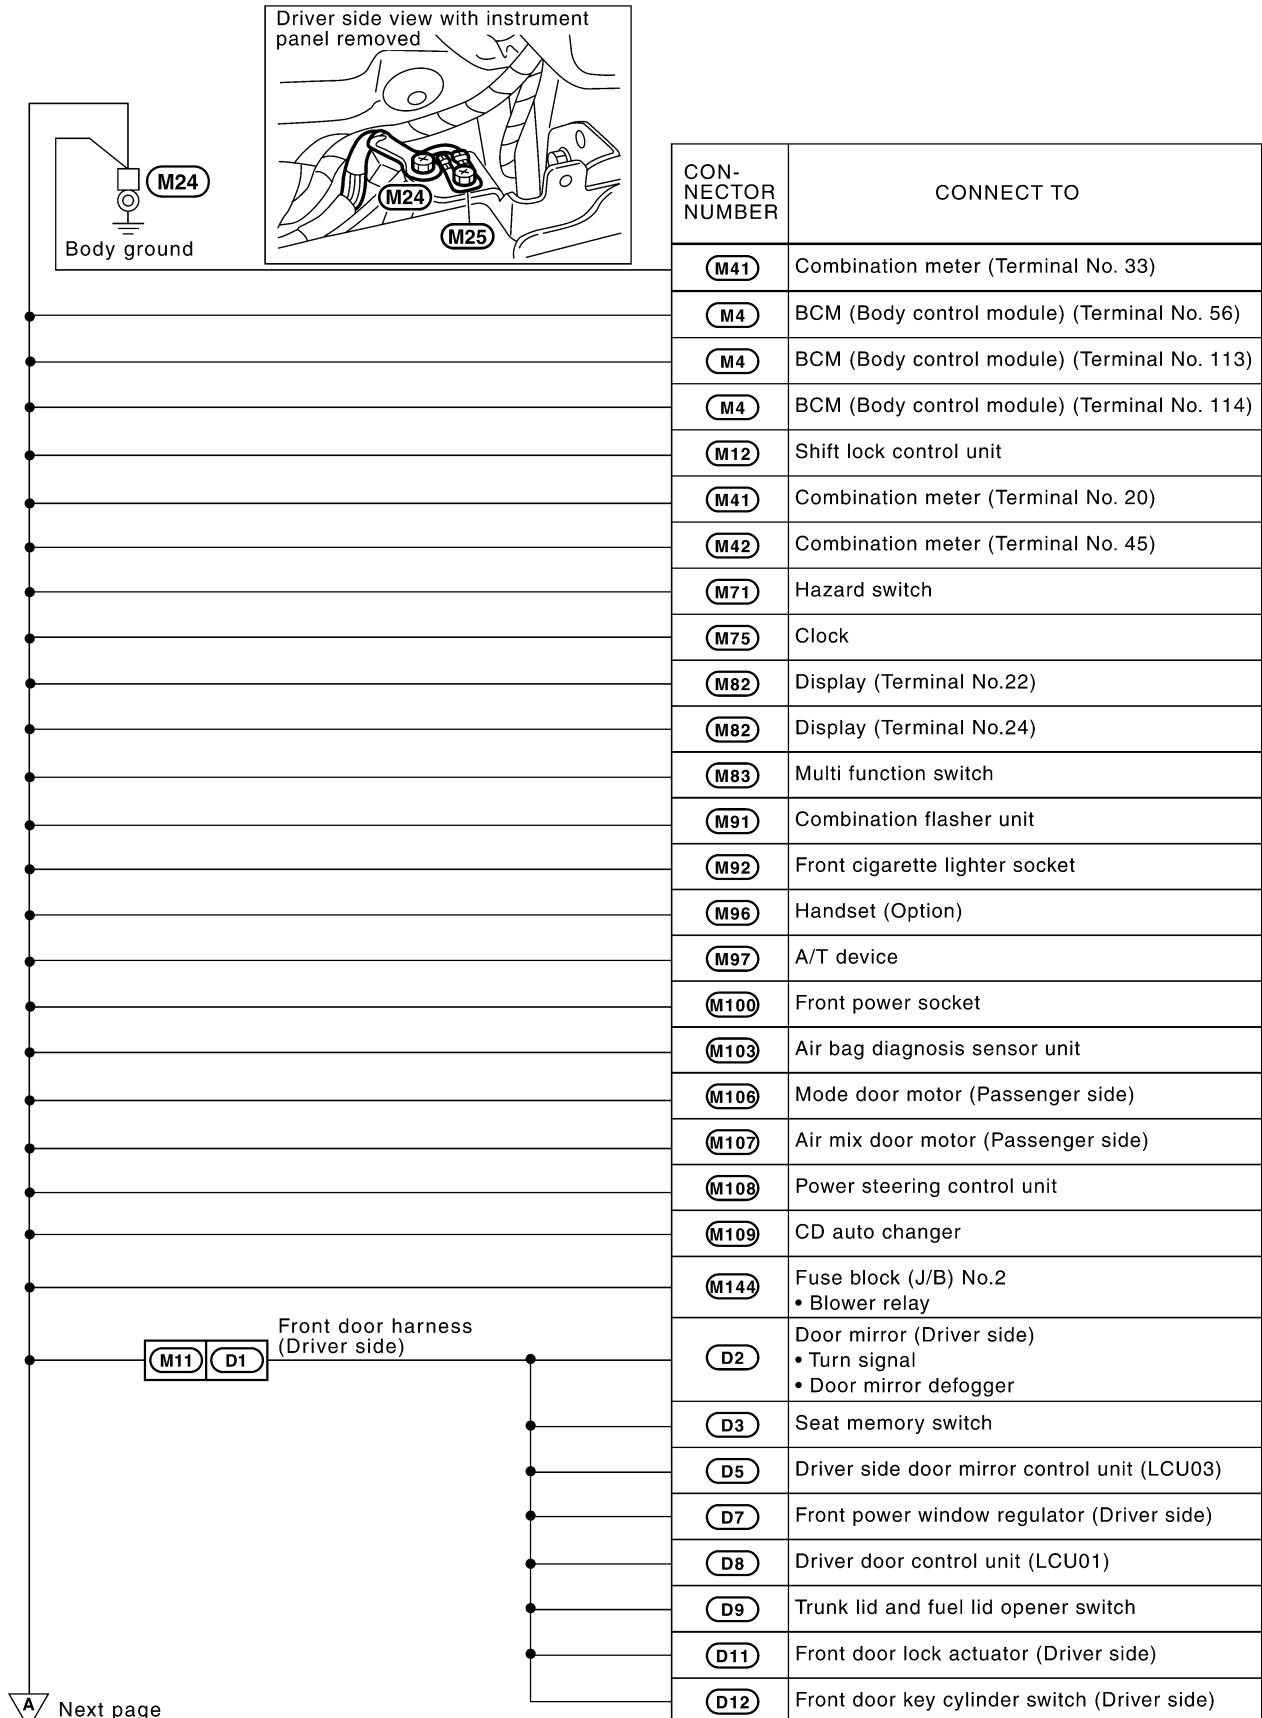 Driver side view with instrument
panel removed
M24
M25
M24
Body ground
CON-
NECTOR
NUMBER
CONNECT TO
M41 Combination meter (Terminal No. 33)
M4 BCM (Body control module) (Terminal No. 56)
M4 BCM (Body control module) (Terminal No. 113)
M4 BCM (Body control module) (Terminal No. 114)
M12 Shift lock control unit
M41 Combination meter (Terminal No. 20)
M42 Combination meter (Terminal No. 45)
M71 Hazard switch
M75 Clock
M82 Display (Terminal No.22)
M82 Display (Terminal No.24)
M83 Multi function switch
M91 Combination flasher unit
M92 Front cigarette lighter socket
M96 Handset (Option)
M97 A/T device
M100 Front power socket
M103 Air bag diagnosis sensor unit
M106 Mode door motor (Passenger side)
M107 Air mix door motor (Passenger side)
M108 Power steering control unit
M109 CD auto changer
M144 Fuse block (J/B) No.2
• Blower relay
Front door harness
(Driver side)
M11 D1
D2 Door mirror (Driver side)
• Turn signal
• Door mirror defogger
D3 Seat memory switch
D5 Driver side door mirror control unit (LCU03)
D7 Front power window regulator (Driver side)
D8 Driver door control unit (LCU01)
D9 Trunk lid and fuel lid opener switch
D11 Front door lock actuator (Driver side)
D12 Front door key cylinder switch (Driver side)
A Next page